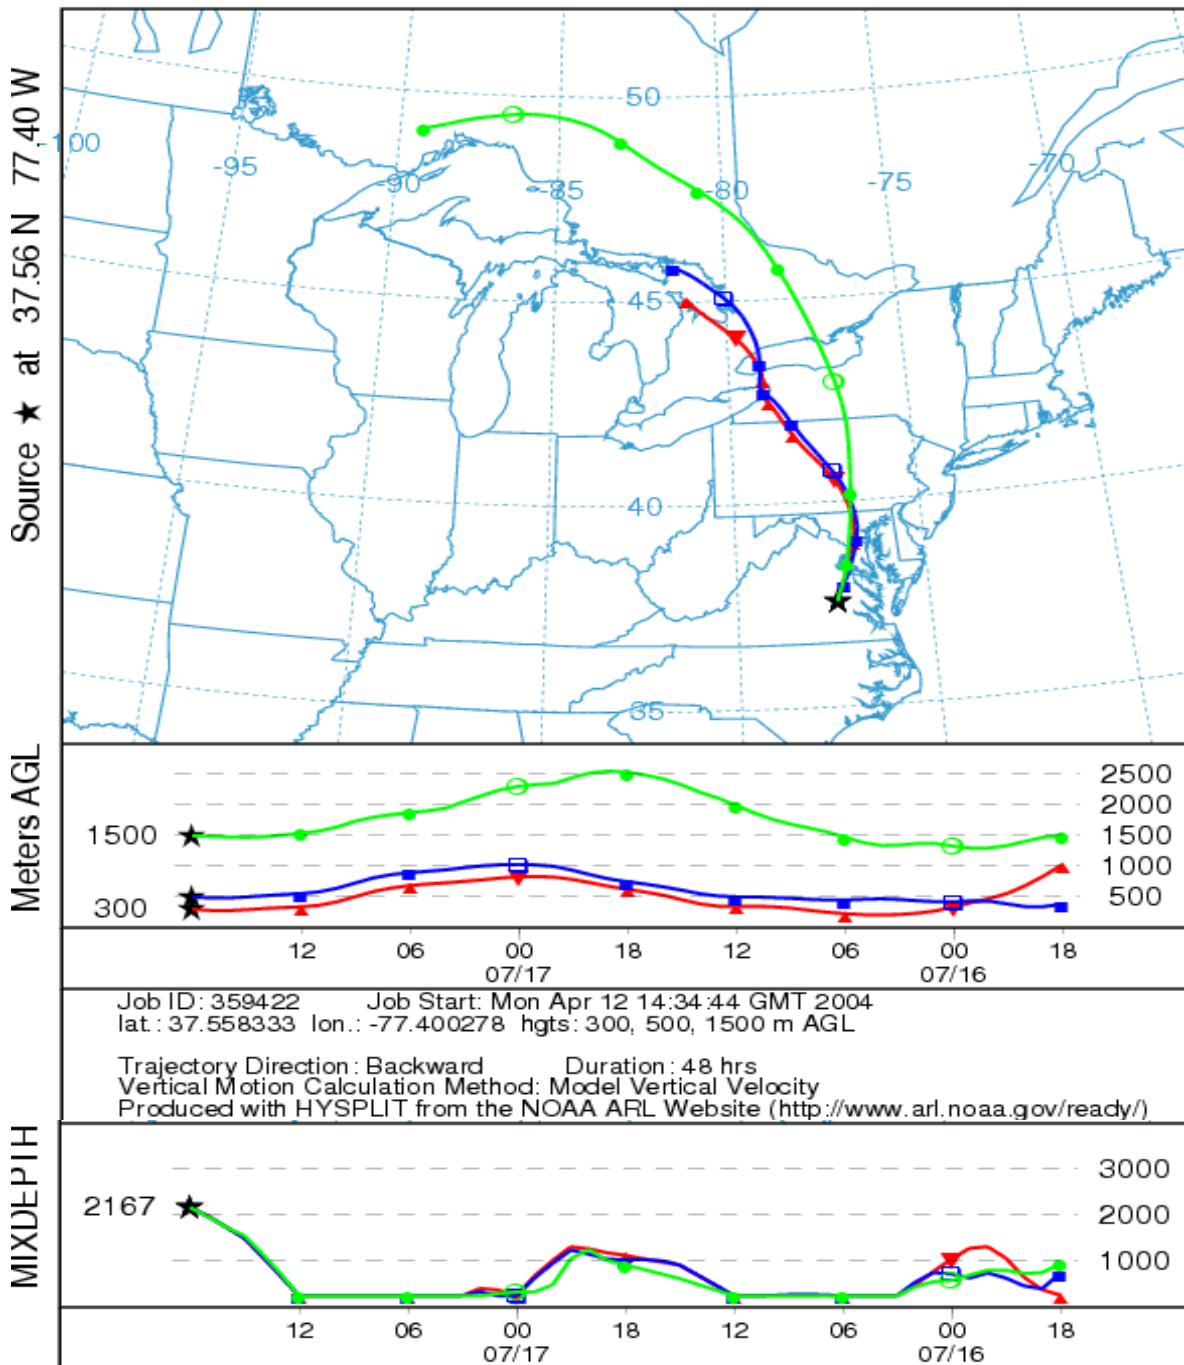 Source ★ at 37.56 N 77.40 W
50
-100
-95
-90
-85
-80
-75
-70
45
40
35
Meters AGL
2500
2000
1500
1500
1000
500
300
12 06 00 18 12 06 00 18
07/17 07/16
Job ID: 359422 Job Start: Mon Apr 12 14:34:44 GMT 2004
lat.: 37.558333 lon.: -77.400278 hgts: 300, 500, 1500 m AGL
Trajectory Direction: Backward Duration: 48 hrs
Vertical Motion Calculation Method: Model Vertical Velocity
Produced with HYSPLIT from the NOAA ARL Website (http://www.arl.noaa.gov/ready/)
MIXDEPTH
3000
2167
2000
1000
12 06 00 18 12 06 00 18
07/17 07/16